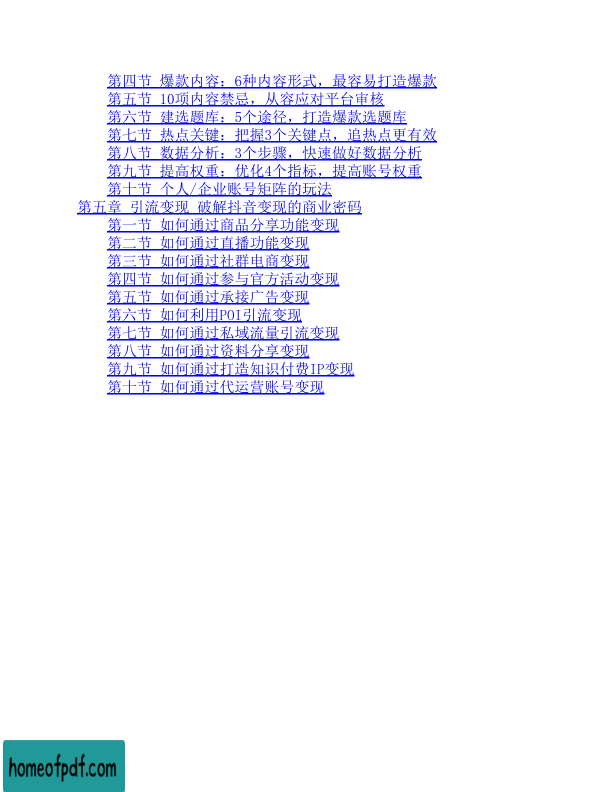 第四节 爆款内容：6种内容形式，最容易打造爆款
第五节 10项内容禁忌，从容应对平台审核
第六节 建选题库：5个途径，打造爆款选题库
第七节 热点关键：把握3个关键点，追热点更有效
第八节 数据分析：3个步骤，快速做好数据分析
第九节 提高权重：优化4个指标，提高账号权重
第十节 个人/企业账号矩阵的玩法
第五章 引流变现 破解抖音变现的商业密码
第一节 如何通过商品分享功能变现
第二节 如何通过直播功能变现
第三节 如何通过社群电商变现
第四节 如何通过参与官方活动变现
第五节 如何通过承接广告变现
第六节 如何利用POI引流变现
第七节 如何通过私域流量引流变现
第八节 如何通过资料分享变现
第九节 如何通过打造知识付费IP变现
第十节 如何通过代运营账号变现
homeofpdf.com